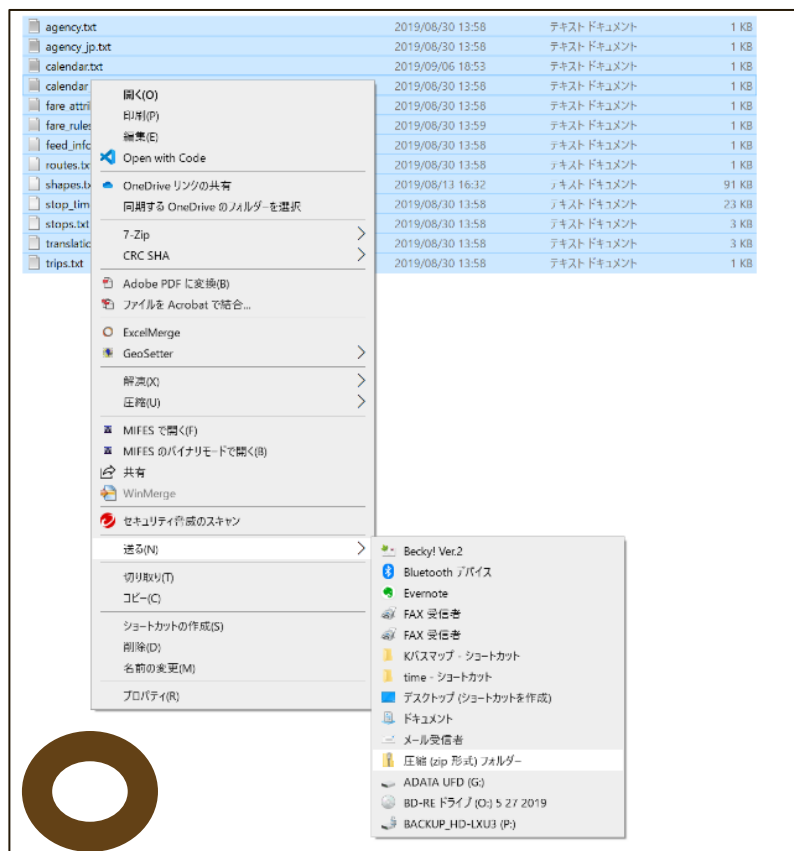 agency.txt 2019/08/30 13:58 テキスト ドキュメント 1 KB
agency_jp.txt 2019/08/30 13:58 テキスト ドキュメント 1 KB
calendar.txt 2019/09/06 18:53 テキスト ドキュメント 1 KB
calendar 2019/08/30 13:58 テキスト ドキュメント 1 KB
fare_attri 2019/08/30 13:58 テキスト ドキュメント 1 KB
fare_rules 2019/08/30 13:59 テキスト ドキュメント 1 KB
feed_info 2019/08/30 13:58 テキスト ドキュメント 1 KB
routes.tx 2019/08/30 13:58 テキスト ドキュメント 1 KB
shapes.tx 2019/08/13 16:32 テキスト ドキュメント 91 KB
stop_tim 2019/08/30 13:58 テキスト ドキュメント 23 KB
stops.txt 2019/08/30 13:58 テキスト ドキュメント 3 KB
translatio 2019/08/30 13:58 テキスト ドキュメント 3 KB
trips.txt 2019/08/30 13:58 テキスト ドキュメント 1 KB
開く(O)
印刷(P)
編集(E)
Open with Code
OneDrive リンクの共有
同期する OneDrive のフォルダーを選択
7-Zip
CRC SHA
Adobe PDF に変換(B)
ファイルを Acrobat で結合...
ExcelMerge
GeoSetter
解凍(X)
圧縮(U)
MIFES で開く(F)
MIFES のバイナリモードで開く(B)
共有
WinMerge
セキュリティ脅威のスキャン
送る(N)
切り取り(T)
コピー(C)
ショートカットの作成(S)
削除(D)
名前の変更(M)
プロパティ(R)
Becky! Ver.2
Bluetooth デバイス
Evernote
FAX 受信者
FAX 受信者
Kバスマップ - ショートカット
time - ショートカット
デスクトップ (ショートカットを作成)
ドキュメント
メール受信者
圧縮 (zip 形式) フォルダー
ADATA UFD (G:)
BD-RE ドライブ (O:) 5 27 2019
BACKUP_HD-LXU3 (P:)